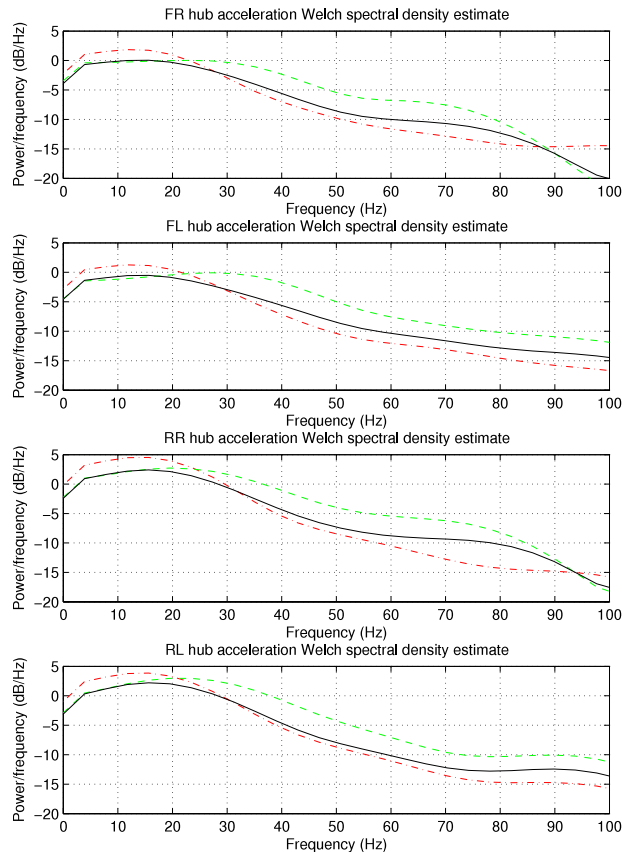 FR hub acceleration Welch spectral density estimate
Power/frequency (dB/Hz)
5
0
−5
−10
−15
−20
0 10 20 30 40 50 60 70 80 90 100
Frequency (Hz)
FL hub acceleration Welch spectral density estimate
Power/frequency (dB/Hz)
5
0
−5
−10
−15
−20
0 10 20 30 40 50 60 70 80 90 100
Frequency (Hz)
RR hub acceleration Welch spectral density estimate
Power/frequency (dB/Hz)
5
0
−5
−10
−15
−20
0 10 20 30 40 50 60 70 80 90 100
Frequency (Hz)
RL hub acceleration Welch spectral density estimate
Power/frequency (dB/Hz)
5
0
−5
−10
−15
−20
0 10 20 30 40 50 60 70 80 90 100
Frequency (Hz)